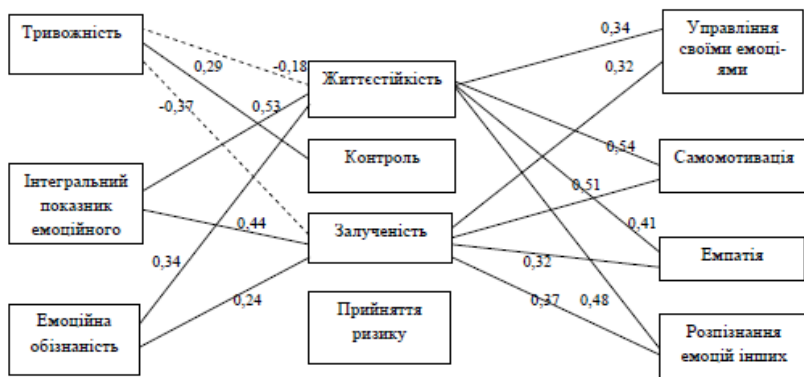 Тривожність
Інтегральний
показник
емоційного
Емоційна
обізнаність
-0,18
0,29
-0,37
0,53
0,44
0,34
0,24
Життєстійкість
Контроль
Залученість
Прийняття
ризику
0,34
0,32
0,54
0,51
0,41
0,32
0,37
0,48
Управління
своїми емоці-
ями
Самомотивація
Емпатія
Розпізнання
емоцій інших